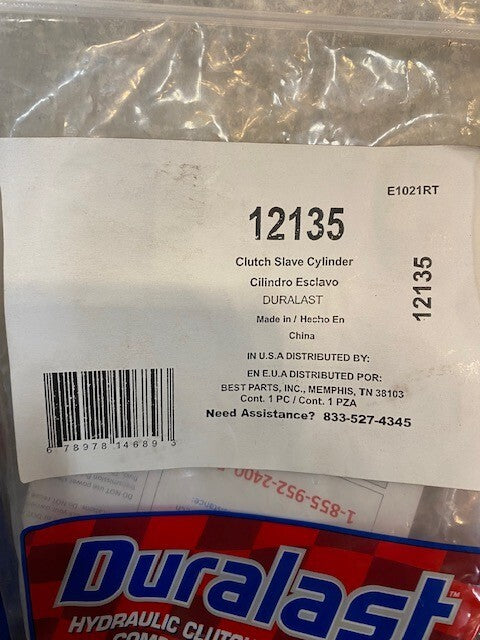 E1021RT
12135
Clutch Slave Cylinder
Cilindro Esclavo
DURALAST
Made in / Hecho En
China
12135
IN U.S.A DISTRIBUTED BY:
EN E.U.A DISTRIBUTED POR:
BEST PARTS, INC., MEMPHIS, TN 38103
Cont. 1 PC / Cont. 1 PZA
Need Assistance? 833-527-4345
6 78978 14689 3
1-855-952-2400
Duralast™
HYDRAULIC CLUTCH